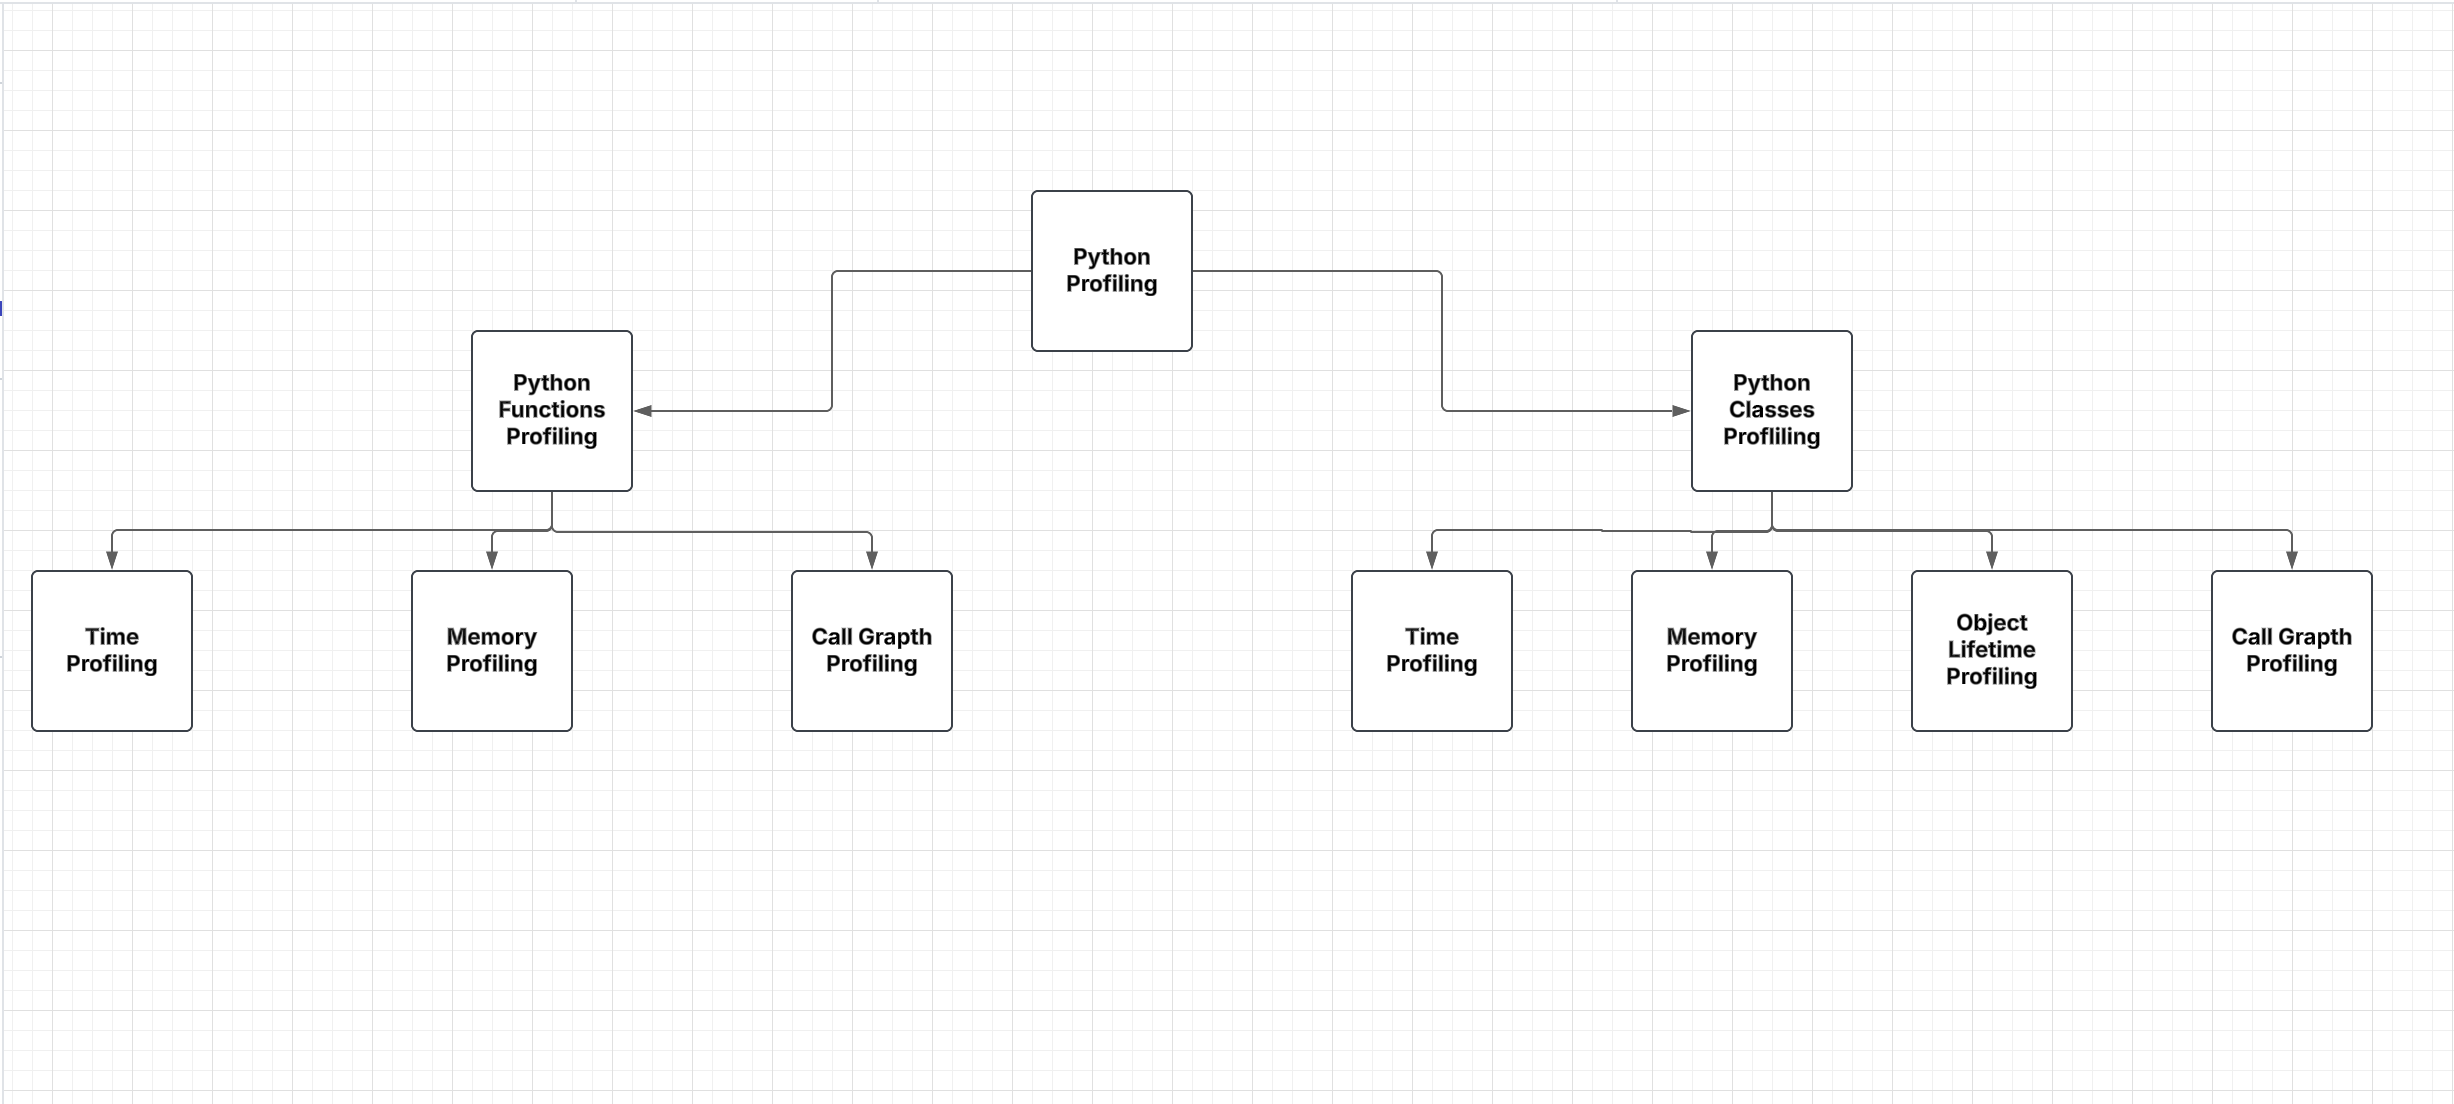 Python
Profiling
Python
Functions
Profiling
Python
Classes
Profliling
Time
Profiling
Memory
Profiling
Call Grapth
Profiling
Time
Profiling
Memory
Profiling
Object
Lifetime
Profiling
Call Grapth
Profiling